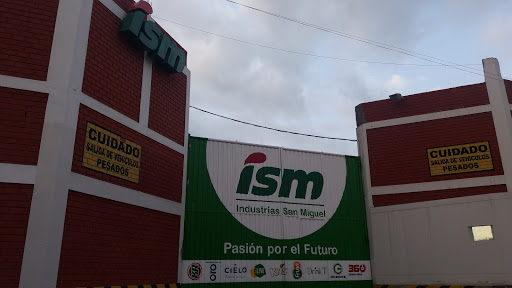 ism
CUIDADO
SALIDA DE VEHICULOS
PESADOS
ism
Industrias San Miguel
Pasión por el Futuro
CIELO
360
CUIDADO
SALIDA DE VEHICULOS
PESADOS